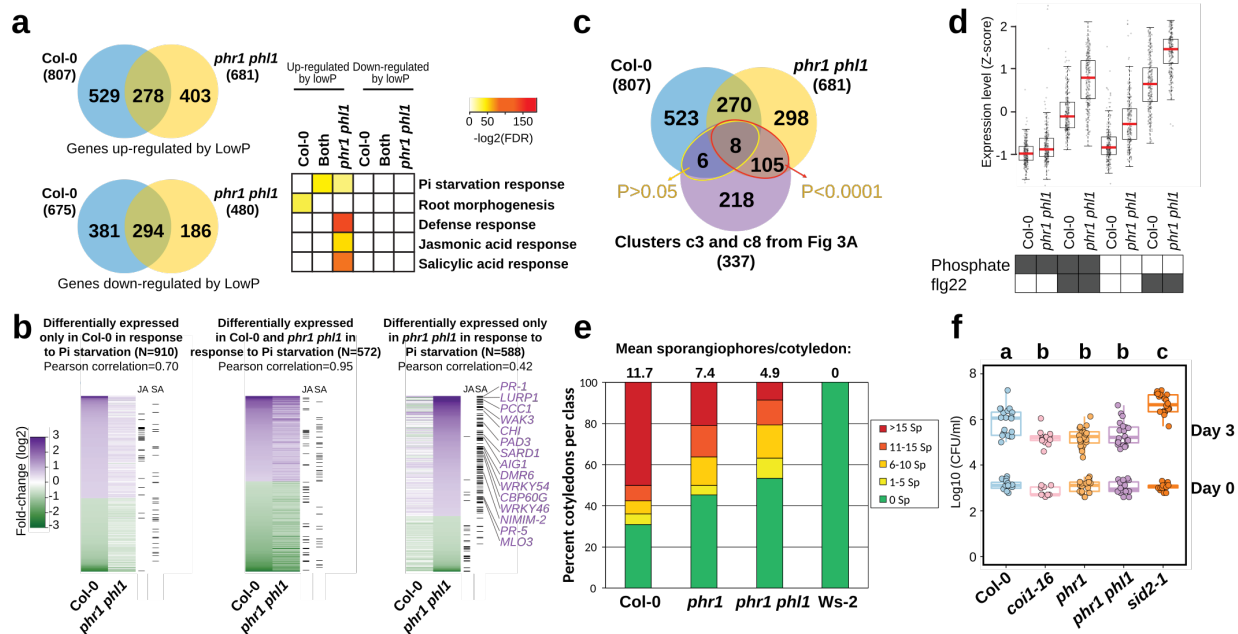 a
Col-0
(807)
phr1 phl1
(681)
529
278
403
Genes up-regulated by LowP
Col-0
(675)
phr1 phl1
(480)
381
294
186
Genes down-regulated by LowP
Up-regulated
by lowP
Down-regulated
by lowP
Col-0
Both
phr1 phl1
Col-0
Both
phr1 phl1
0 50 150
-log2(FDR)
Pi starvation response
Root morphogenesis
Defense response
Jasmonic acid response
Salicylic acid response
b
Differentially expressed
only in Col-0 in response
to Pi starvation (N=910)
Pearson correlation=0.70
Differentially expressed
in Col-0 and phr1 phl1 in
response to Pi starvation (N=572)
Pearson correlation=0.95
Differentially expressed only
in phr1 phl1 in response to
Pi starvation (N=588)
Pearson correlation=0.42
JA SA
JA SA
JA SA
Fold-change (log2)
3
2
1
0
-1
-2
-3
Col-0
phr1 phl1
Col-0
phr1 phl1
Col-0
phr1 phl1
PR-1
LURP1
PCC1
WAK3
CHI
PAD3
SARD1
AIG1
DMR6
WRKY54
CBP60G
WRKY46
NIMIM-2
PR-5
MLO3
c
Col-0
(807)
phr1 phl1
(681)
523
270
298
8
6
105
218
P>0.05
P<0.0001
Clusters c3 and c8 from Fig 3A
(337)
d
Expression level (Z-score)
2
1
0
-1
Col-0
phr1 phl1
Col-0
phr1 phl1
Col-0
phr1 phl1
Col-0
phr1 phl1
Phosphate
flg22
e
Mean sporangiophores/cotyledon:
11.7 7.4 4.9 0
Percent cotyledons per class
100
80
60
40
20
0
Col-0 phr1 phr1 phl1 Ws-2
>15 Sp
11-15 Sp
6-10 Sp
1-5 Sp
0 Sp
f
a b b b c
Log10 (CFU/ml)
8
6
4
2
0
Day 3
Day 0
Col-0
coi1-16
phr1
phr1 phl1
sid2-1